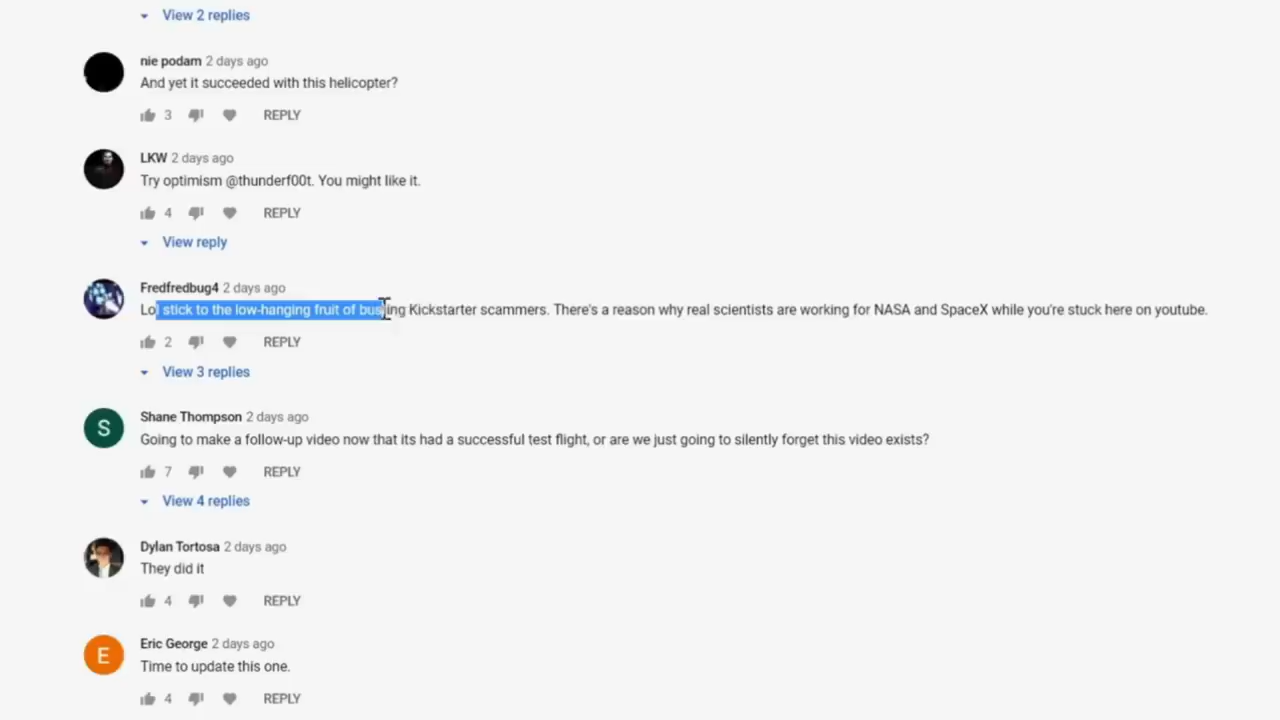 View 2 replies
nie podam 2 days ago
And yet it succeeded with this helicopter?
3 REPLY
LKW 2 days ago
Try optimism @thunderf00t. You might like it.
4 REPLY
View reply
Fredfredbug4 2 days ago
Lol stick to the low-hanging fruit of busting Kickstarter scammers. There's a reason why real scientists are working for NASA and SpaceX while you're stuck here on youtube.
2 REPLY
View 3 replies
S
Shane Thompson 2 days ago
Going to make a follow-up video now that its had a successful test flight, or are we just going to silently forget this video exists?
7 REPLY
View 4 replies
Dylan Tortosa 2 days ago
They did it
4 REPLY
E
Eric George 2 days ago
Time to update this one.
4 REPLY